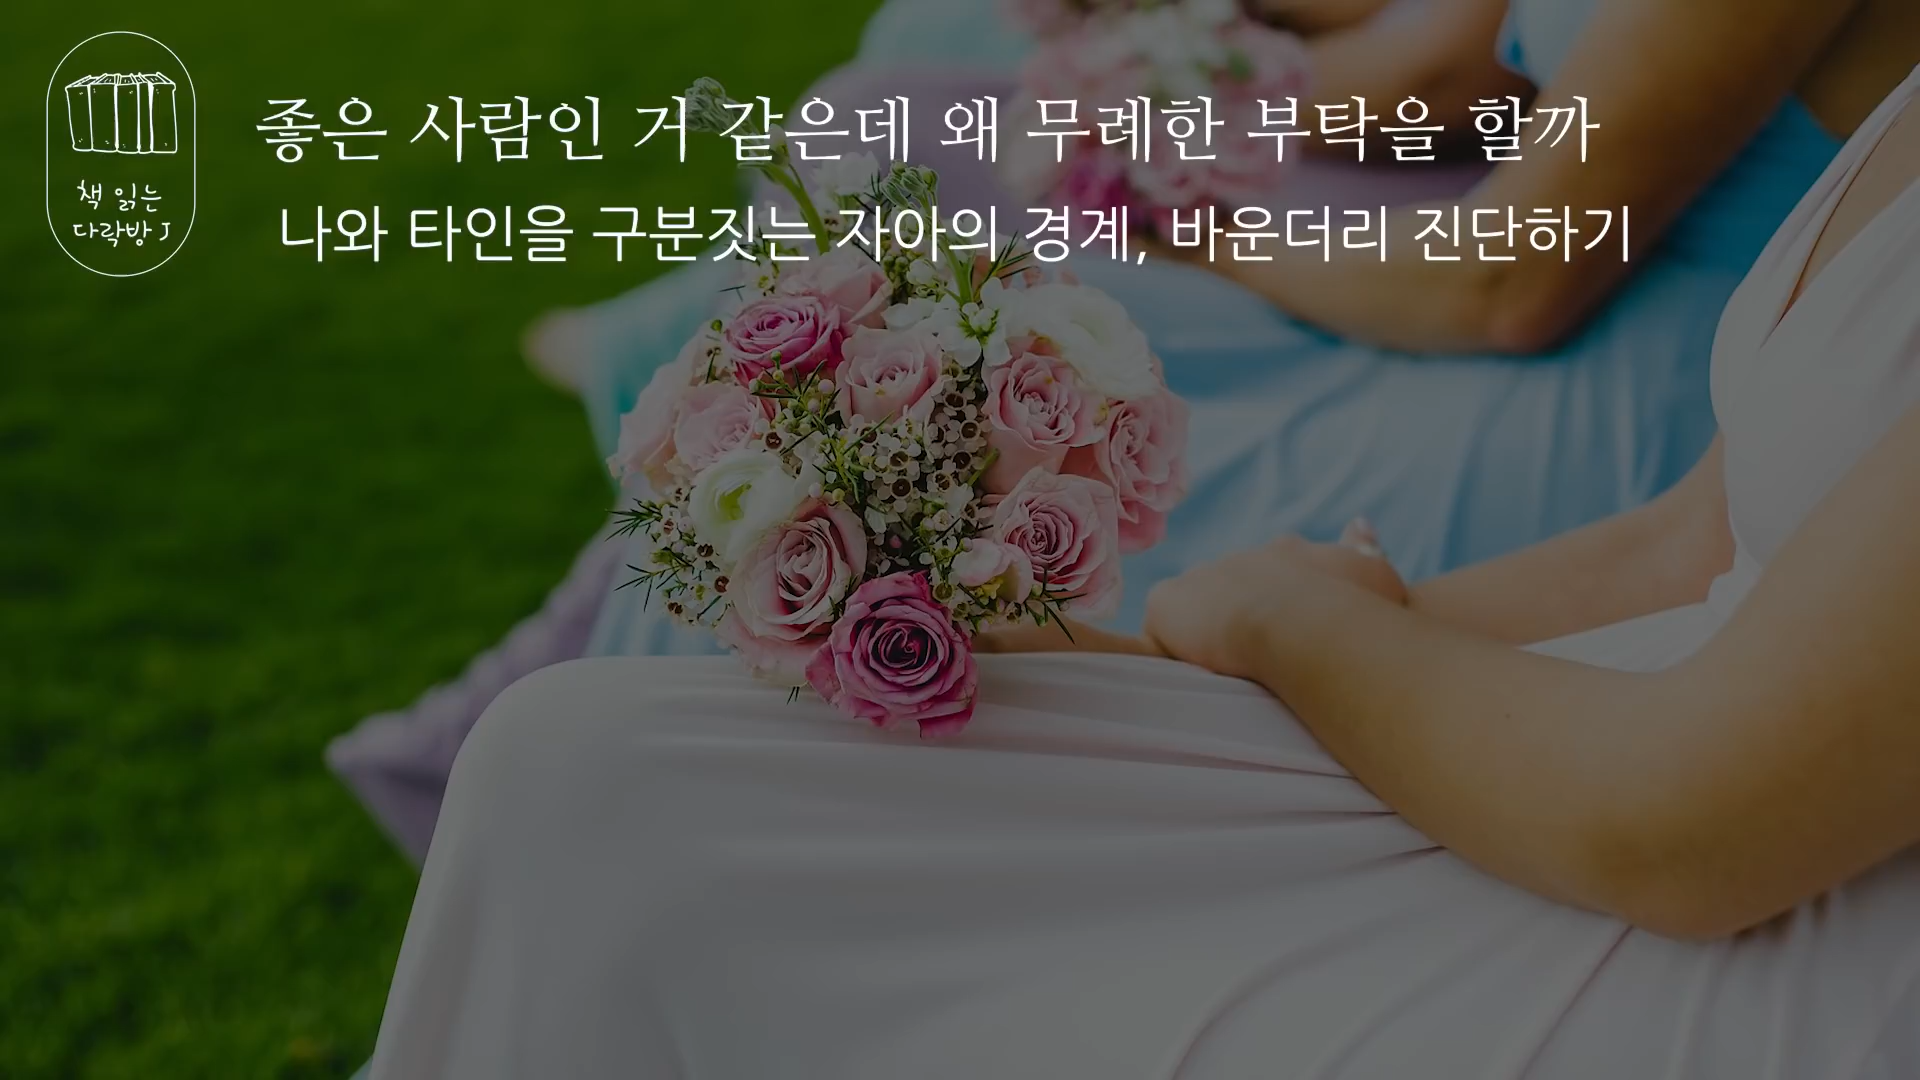 책 읽는
다락방 J
좋은 사람인 거 같은데 왜 무례한 부탁을 할까
나와 타인을 구분짓는 자아의 경계, 바운더리 진단하기